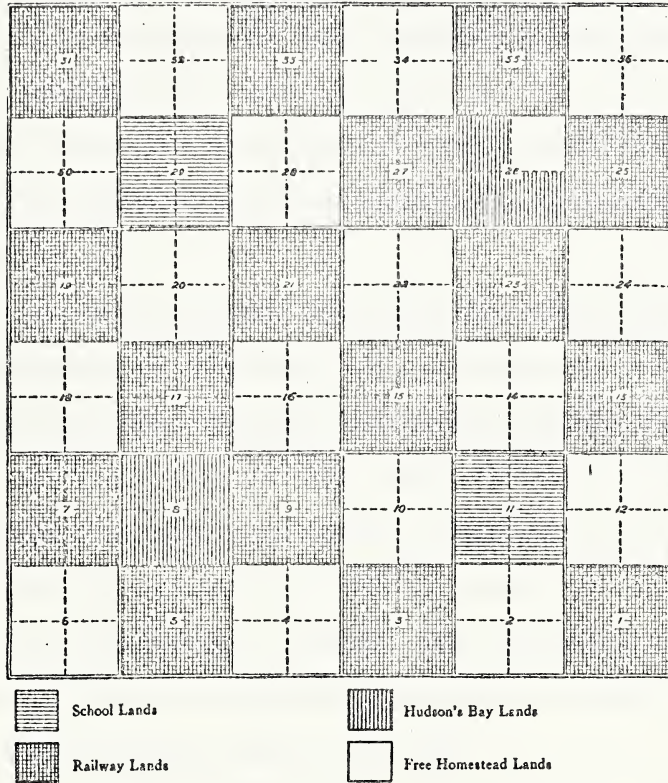 31 32 33 34 35 36
30 29 28 27 26 25
19 20 21 22 23 24
18 17 16 15 14 13
7 8 9 10 11 12
6 5 4 3 2 1
School Lands
Hudson's Bay Lands
Railway Lands
Free Homestead Lands